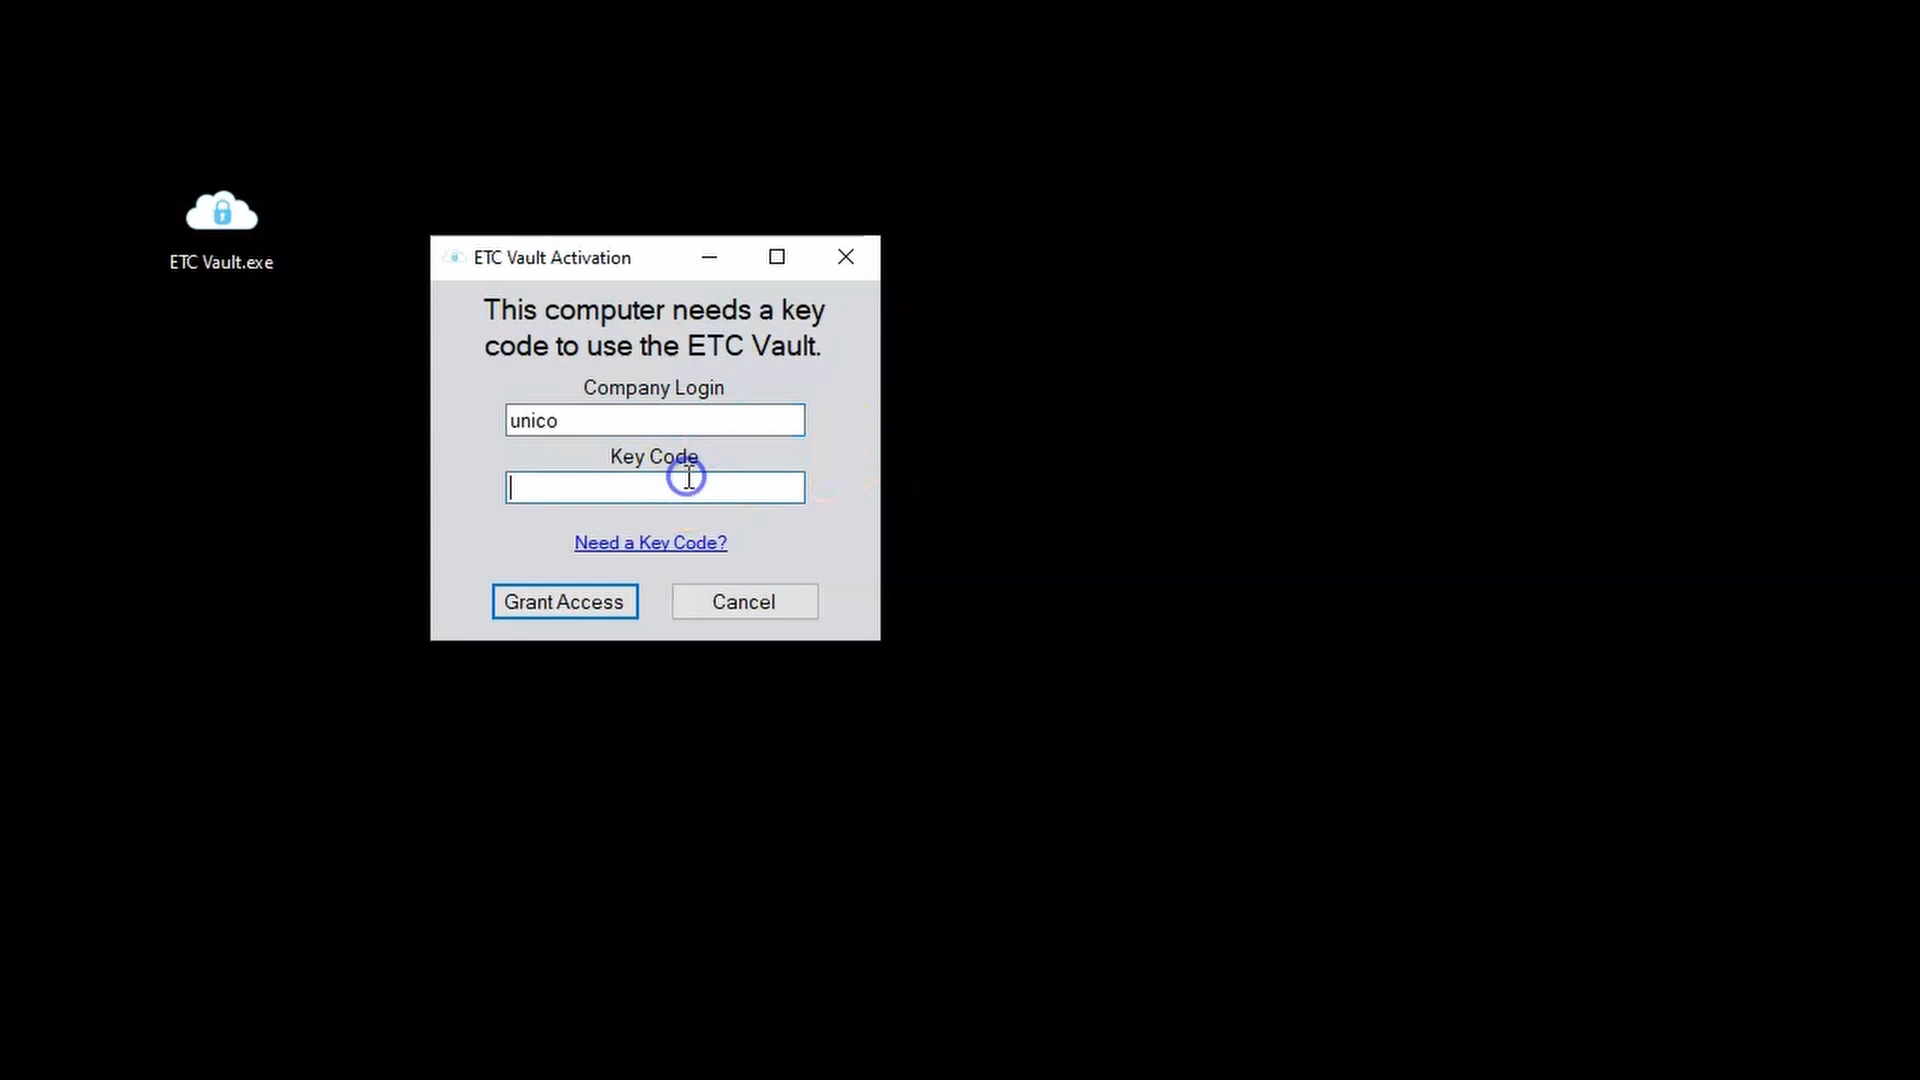 ETC Vault.exe
ETC Vault Activation
This computer needs a key
code to use the ETC Vault.
Company Login
unico
Key Code
Need a Key Code?
Grant Access
Cancel